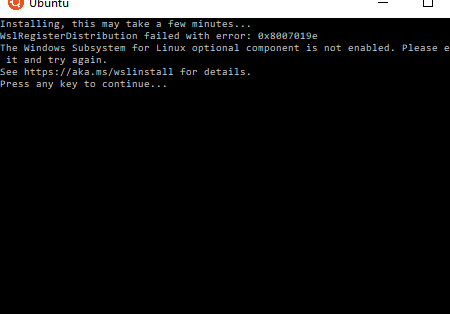 Ubuntu
Installing, this may take a few minutes...
WslRegisterDistribution failed with error: 0x8007019e
The Windows Subsystem for Linux optional component is not enabled. Please e
it and try again.
See https://aka.ms/wslinstall for details.
Press any key to continue...